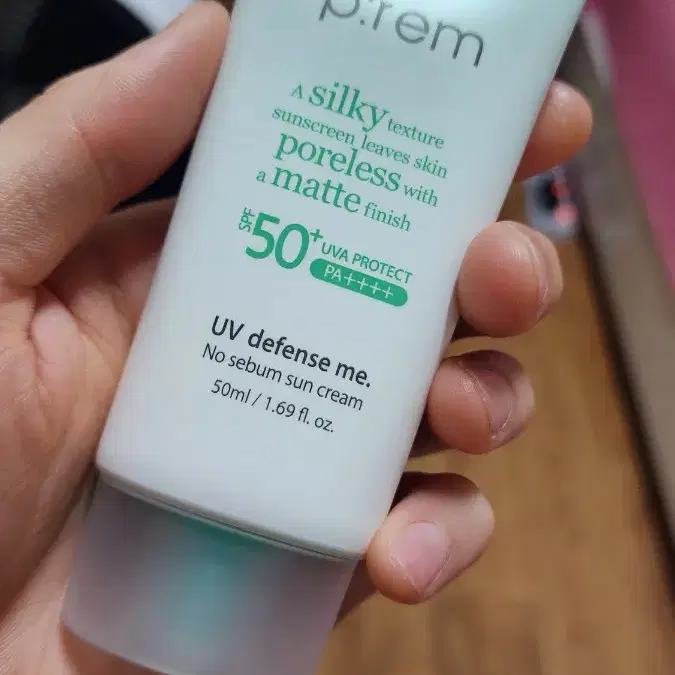 p:rem
A silky texture
sunscreen leaves skin
poreless with
a matte finish
SPF 50+ UVA PROTECT
PA++++
UV defense me.
No sebum sun cream
50ml / 1.69 fl. oz.